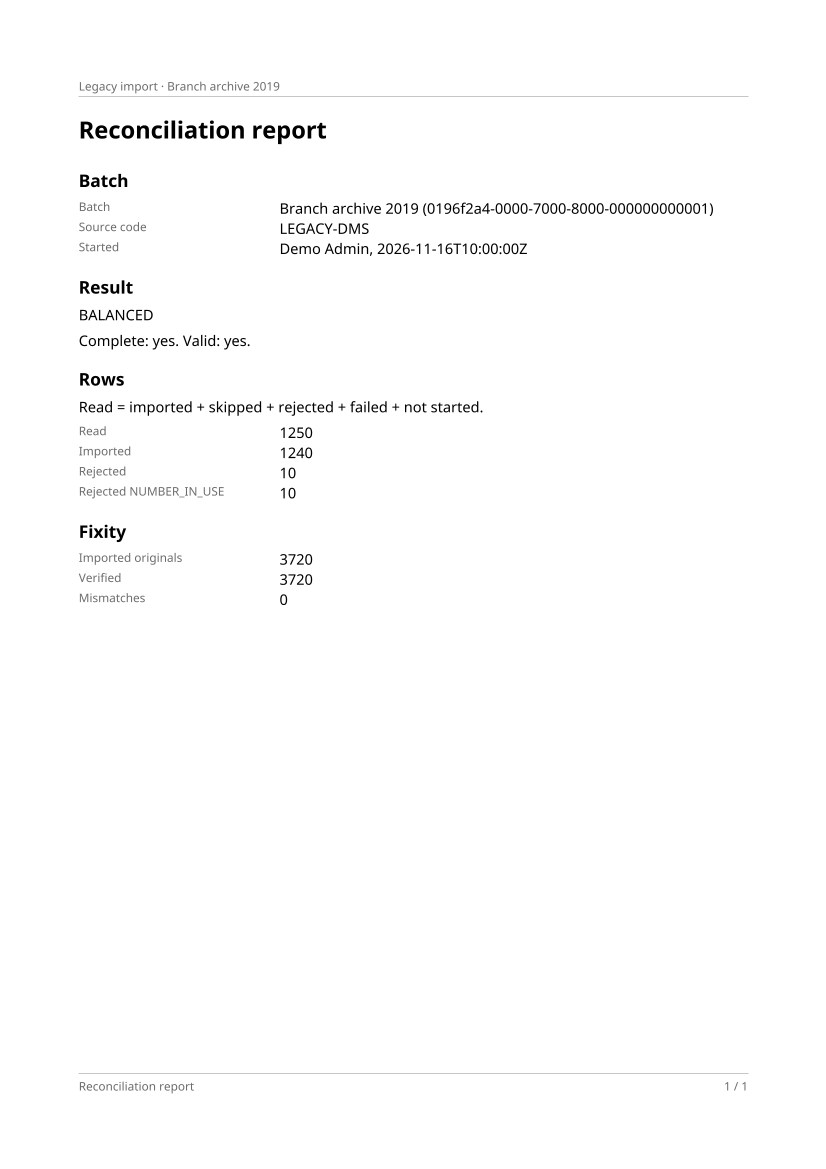 Legacy import · Branch archive 2019
Reconciliation report
Batch
Batch Branch archive 2019 (0196f2a4-0000-7000-8000-000000000001)
Source code LEGACY-DMS
Started Demo Admin, 2026-11-16T10:00:00Z
Result
BALANCED
Complete: yes. Valid: yes.
Rows
Read = imported + skipped + rejected + failed + not started.
Read 1250
Imported 1240
Rejected 10
Rejected NUMBER_IN_USE 10
Fixity
Imported originals 3720
Verified 3720
Mismatches 0
Reconciliation report 1 / 1